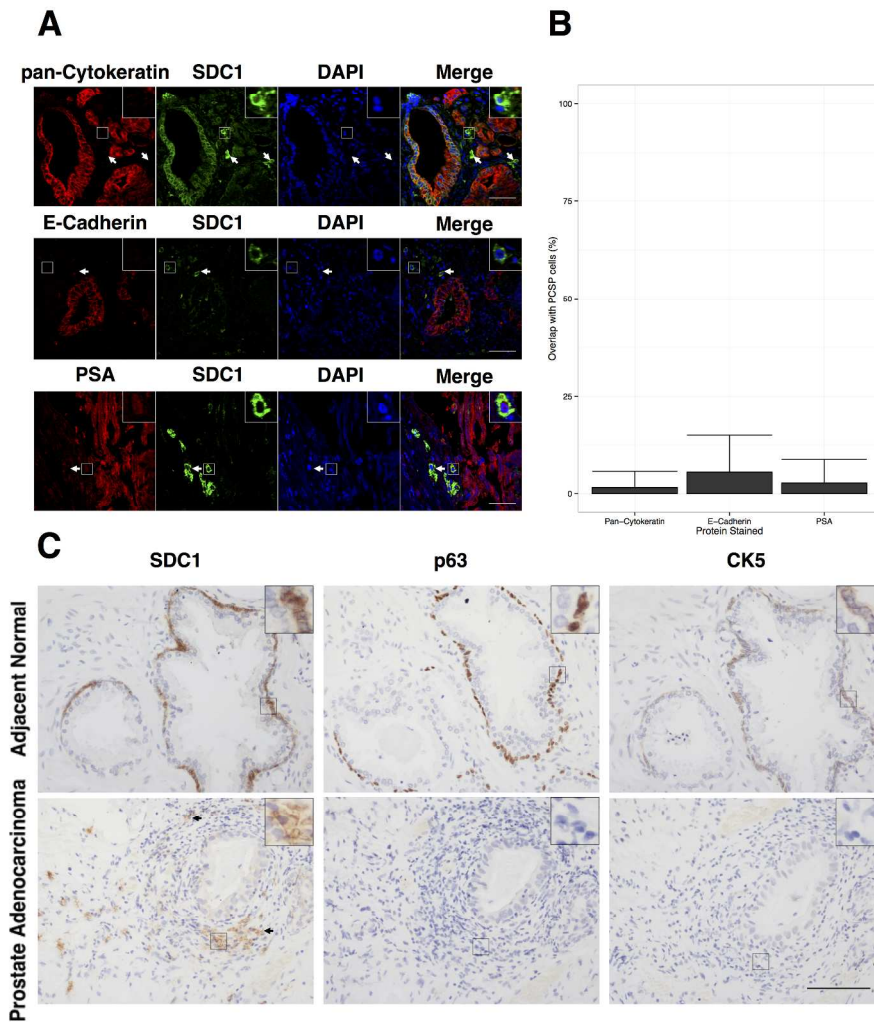 A
pan-Cytokeratin SDC1 DAPI Merge
E-Cadherin SDC1 DAPI Merge
PSA SDC1 DAPI Merge
B
100
75
50
25
0
Overlap with PCSP cells (%)
Pan-Cytokeratin E-Cadherin PSA
Protein Stained
C
SDC1 p63 CK5
Adjacent Normal
Prostate Adenocarcinoma